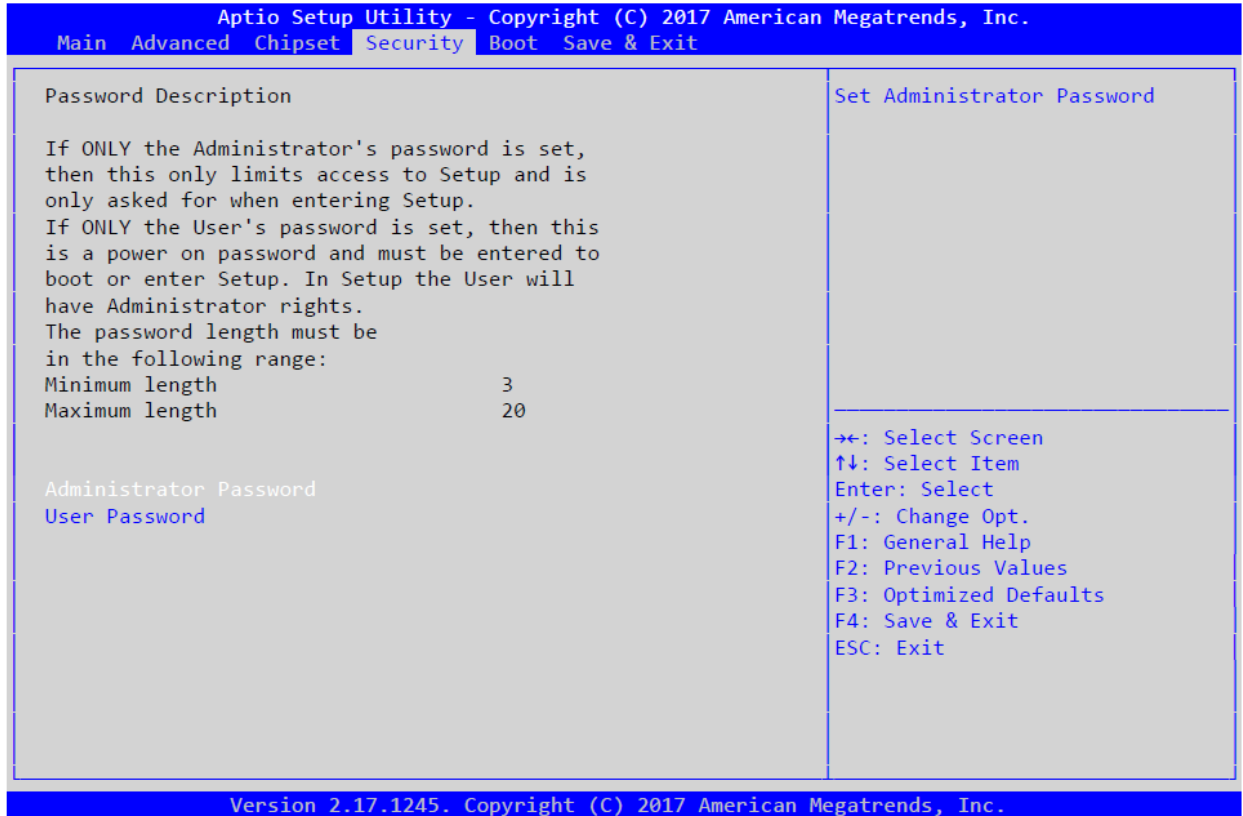 Aptio Setup Utility - Copyright (C) 2017 American Megatrends, Inc.
Main Advanced Chipset Security Boot Save & Exit
Password Description
If ONLY the Administrator's password is set,
then this only limits access to Setup and is
only asked for when entering Setup.
If ONLY the User's password is set, then this
is a power on password and must be entered to
boot or enter Setup. In Setup the User will
have Administrator rights.
The password length must be
in the following range:
Minimum length 3
Maximum length 20
Administrator Password
User Password
Set Administrator Password
→←: Select Screen
↑↓: Select Item
Enter: Select
+/-: Change Opt.
F1: General Help
F2: Previous Values
F3: Optimized Defaults
F4: Save & Exit
ESC: Exit
Version 2.17.1245. Copyright (C) 2017 American Megatrends, Inc.